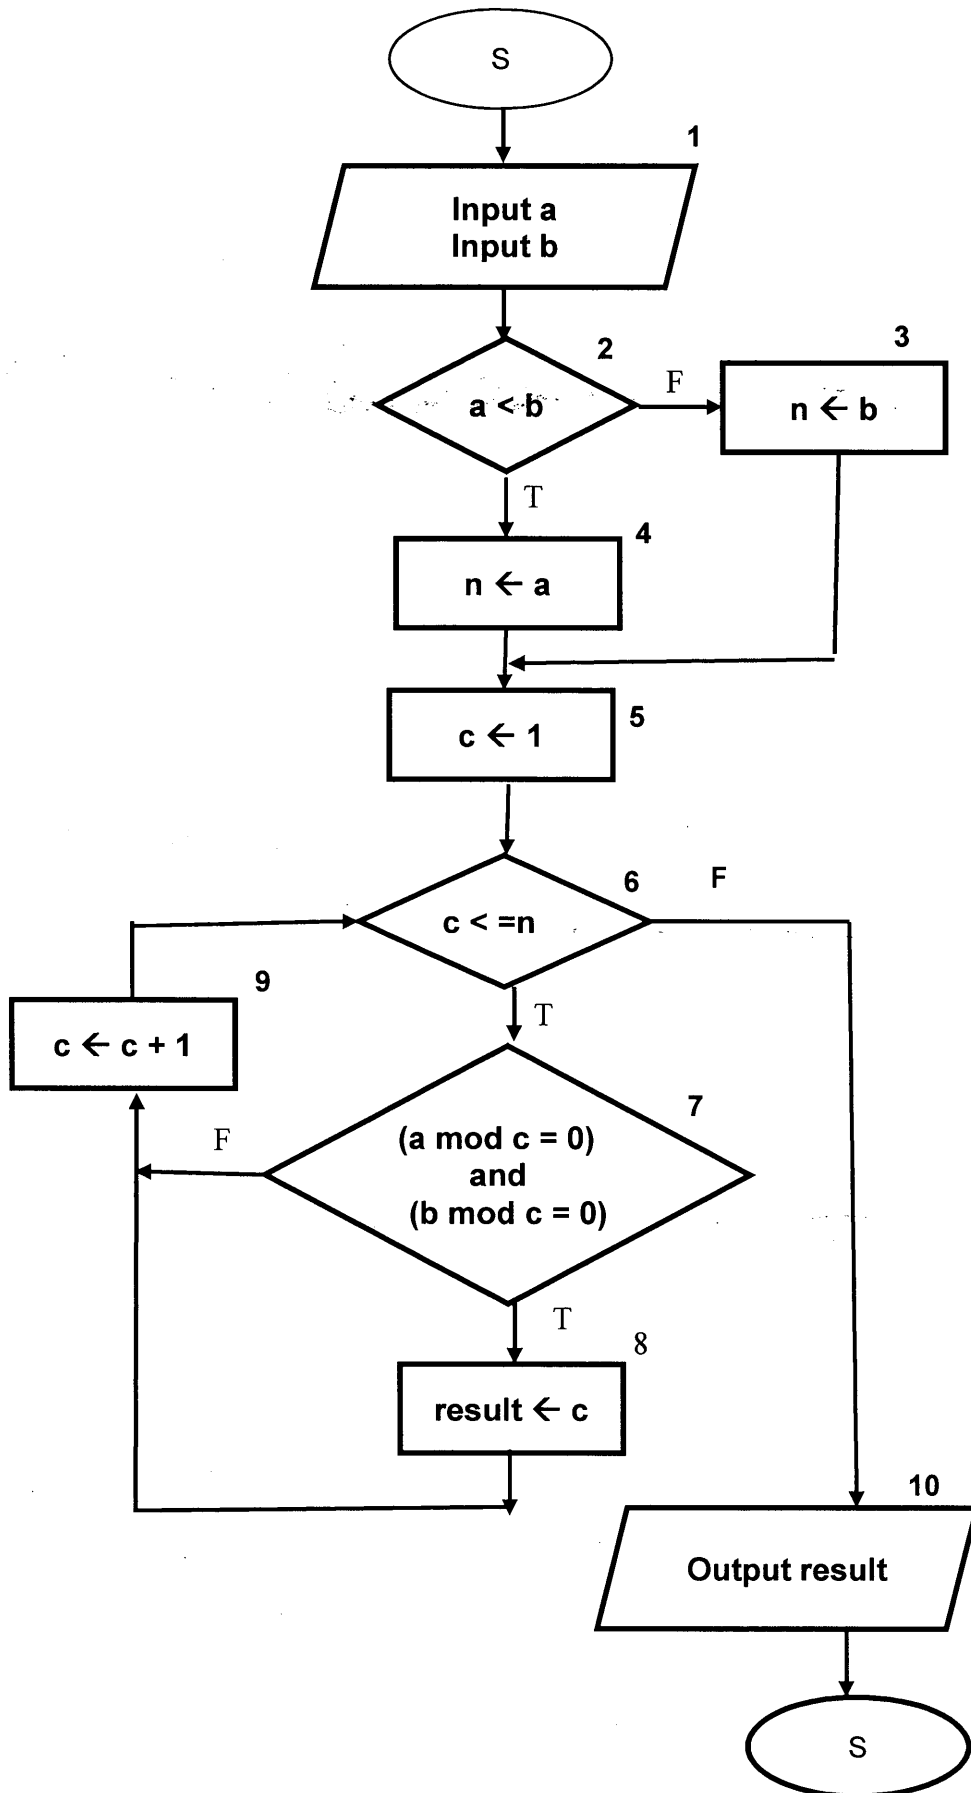 S
1
Input a
Input b
2
a < b
F
3
n ← b
T
4
n ← a
5
c ← 1
6
c < =n
F
T
9
c ← c + 1
7
(a mod c = 0)
and
(b mod c = 0)
F
T
8
result ← c
10
Output result
S